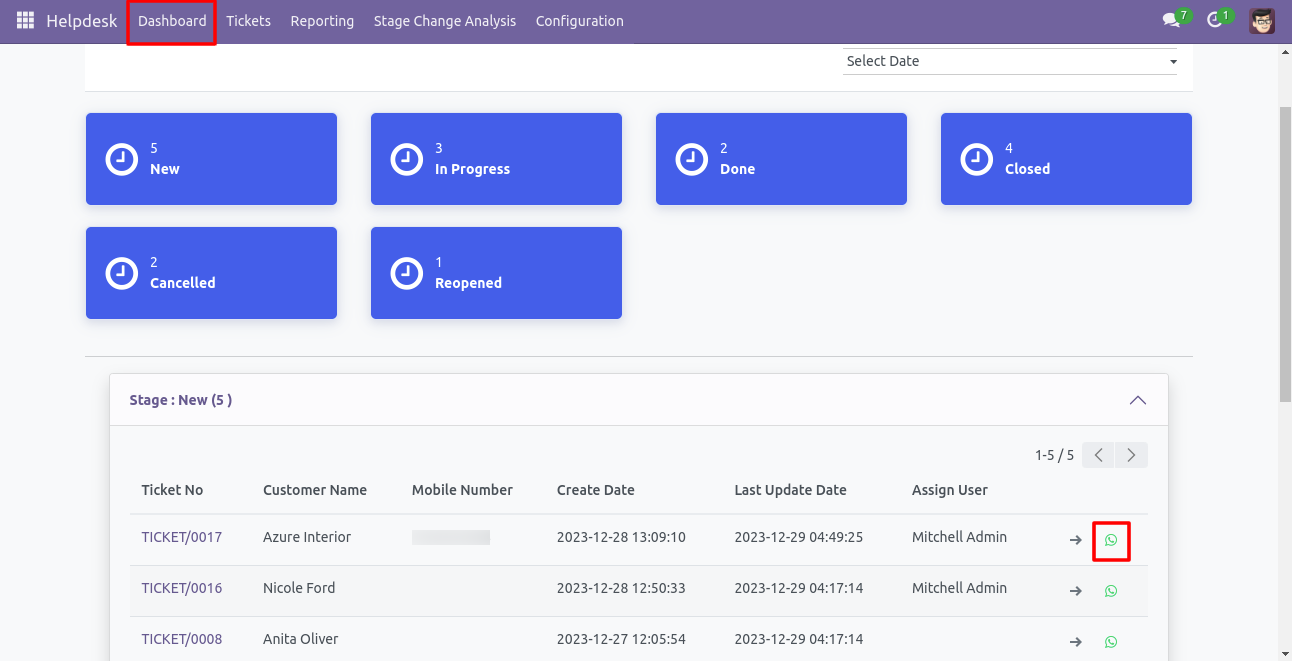 Helpdesk Dashboard Tickets Reporting Stage Change Analysis Configuration 7 1
Select Date
5
New
3
In Progress
2
Done
4
Closed
2
Cancelled
1
Reopened
Stage : New (5 )
1-5 / 5
Ticket No Customer Name Mobile Number Create Date Last Update Date Assign User
TICKET/0017 Azure Interior 2023-12-28 13:09:10 2023-12-29 04:49:25 Mitchell Admin
TICKET/0016 Nicole Ford 2023-12-28 12:50:33 2023-12-29 04:17:14 Mitchell Admin
TICKET/0008 Anita Oliver 2023-12-27 12:05:54 2023-12-29 04:17:14